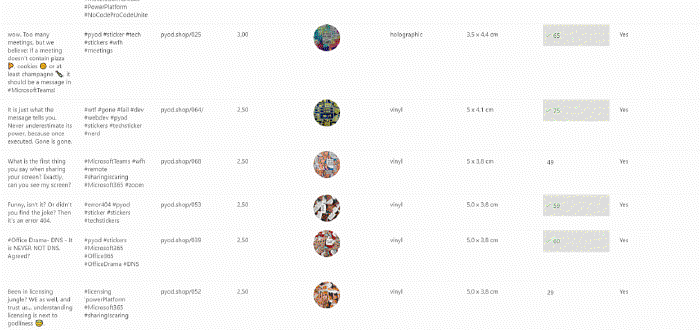 #PowerPlatform
#NoCodeProCodeUnite
wow, Too many meetings, but we believe: If a meeting doesn't contain pizza 🍕, cookies 🍪 or at least champagne 🍾, it should be a message in #MicrosoftTeams!
#pyod #sticker #tech #stickers #wfh #meetings
pyod.shop/025
3,00
holographic
3,5 x 4.4 cm
65
Yes
It is just what the message tells you. Never underestimate its power, because once executed. Gone is gone.
#wtf #gone #fail #dev #webdev #pyod #stickers #techsticker #nerd
pyod.shop/064/
2,50
vinyl
5 x 4.1 cm
75
Yes
What is the first thing you say when sharing your screen? Exactly, can you see my screen?
#MicrosoftTeams #wfh #remote #sharingiscaring #Microsoft365 #zoom
pyod.shop/068
2,50
vinyl
5 x 3.8 cm
49
Yes
Funny, isn't it? Or didn't you find the joke? Then it's an error 404.
#error404 #pyod #sticker #stickers #techstickers
pyod.shop/053
2,50
vinyl
5.0 x 3,8 cm
59
Yes
#Office Drama- DNS - It is NEVER NOT DNS. Agreed?
#pyod #stickers #Microsoft365 #Office365 #OfficeDrama #DNS
pyod.shop/039
2,50
vinyl
5.0 x 3,8 cm
60
Yes
Been in licensing jungle? WE as well, and trust us... understanding licensing is next to godliness 😇.
#licensing #powerPlatform #Microsoft365 #sharingiscaring
pyod.shop/052
2,50
vinyl
5.0 x 3,8 cm
29
Yes